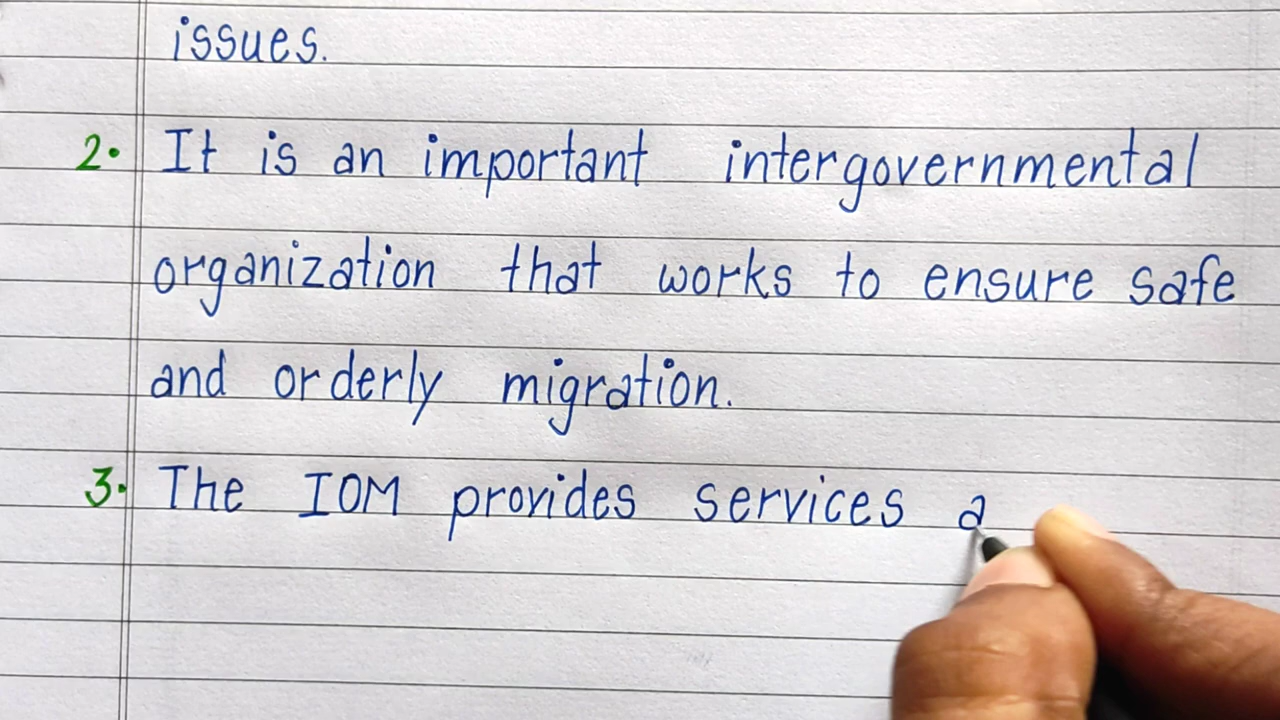 issues.
2. It is an important intergovernmental
organization that works to ensure safe
and orderly migration.
3. The IOM provides services a